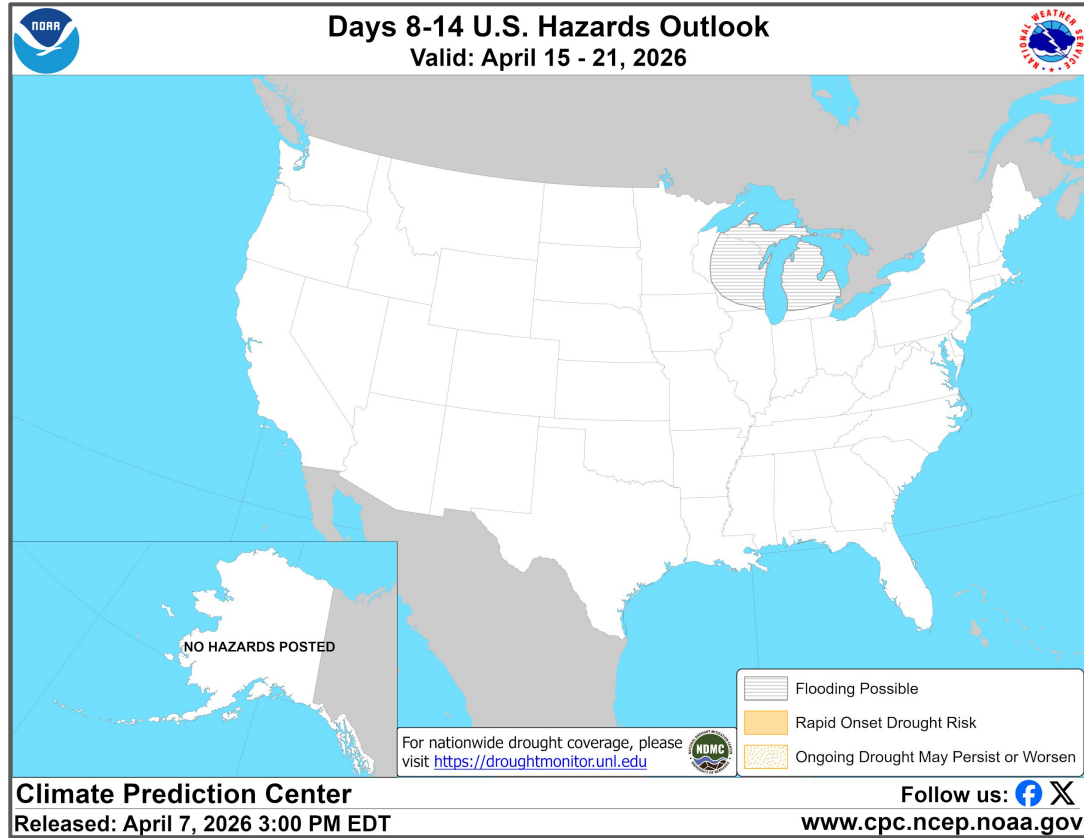 NOAA
Days 8-14 U.S. Hazards Outlook
Valid: April 15 - 21, 2026
NATIONAL WEATHER SERVICE
NO HAZARDS POSTED
For nationwide drought coverage, please
visit https://droughtmonitor.unl.edu
NDMC
Flooding Possible
Rapid Onset Drought Risk
Ongoing Drought May Persist or Worsen
Climate Prediction Center
Follow us:
Released: April 7, 2026 3:00 PM EDT
www.cpc.ncep.noaa.gov